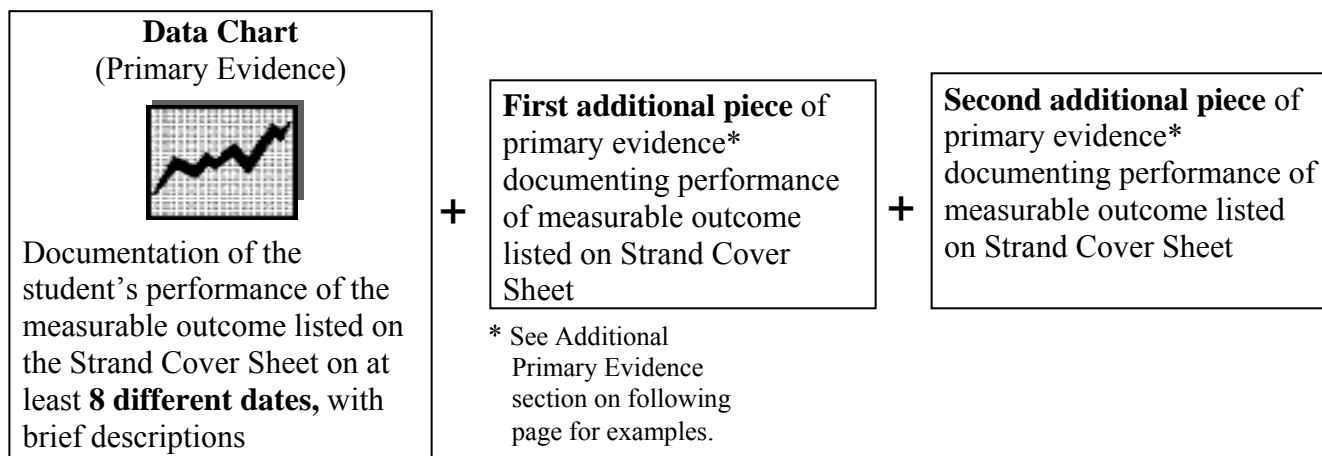 Data Chart
(Primary Evidence)
Documentation of the
student’s performance of the
measurable outcome listed on
the Strand Cover Sheet on at
least 8 different dates, with
brief descriptions
+
First additional piece of
primary evidence*
documenting performance
of measurable outcome
listed on Strand Cover
Sheet
* See Additional
Primary Evidence
section on following
page for examples.
+
Second additional piece of
primary evidence*
documenting performance of
measurable outcome listed
on Strand Cover Sheet